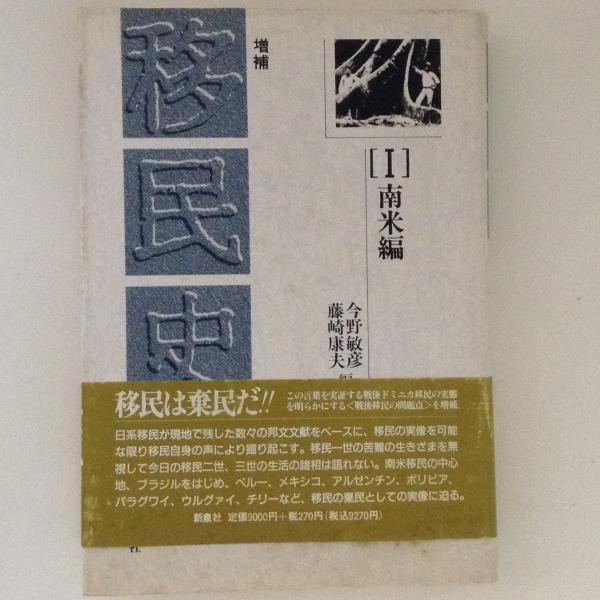 増補
移民史
[I]南米編
今野敏彦
藤崎康夫
編
移民は棄民だ!!
この言葉を実証する戦後ドミニカ移民の実態
を明らかにする<戦後移民の問題点>を増補。
日系移民が現地で残した数々の邦文文献をベースに、移民の実像を可能
な限り移民自身の声により掘り起こす。移民一世の苦難の生きざまを無
視して今日の移民二世、三世の生活の諸相は語れない。南米移民の中心
地、ブラジルをはじめ、ペルー、メキシコ、アルゼンチン、ボリビア、
パラグワイ、ウルグァイ、チリーなど、移民の棄民としての実像に迫る。
新泉社 定価9000円+税270円(税込9270円)
社